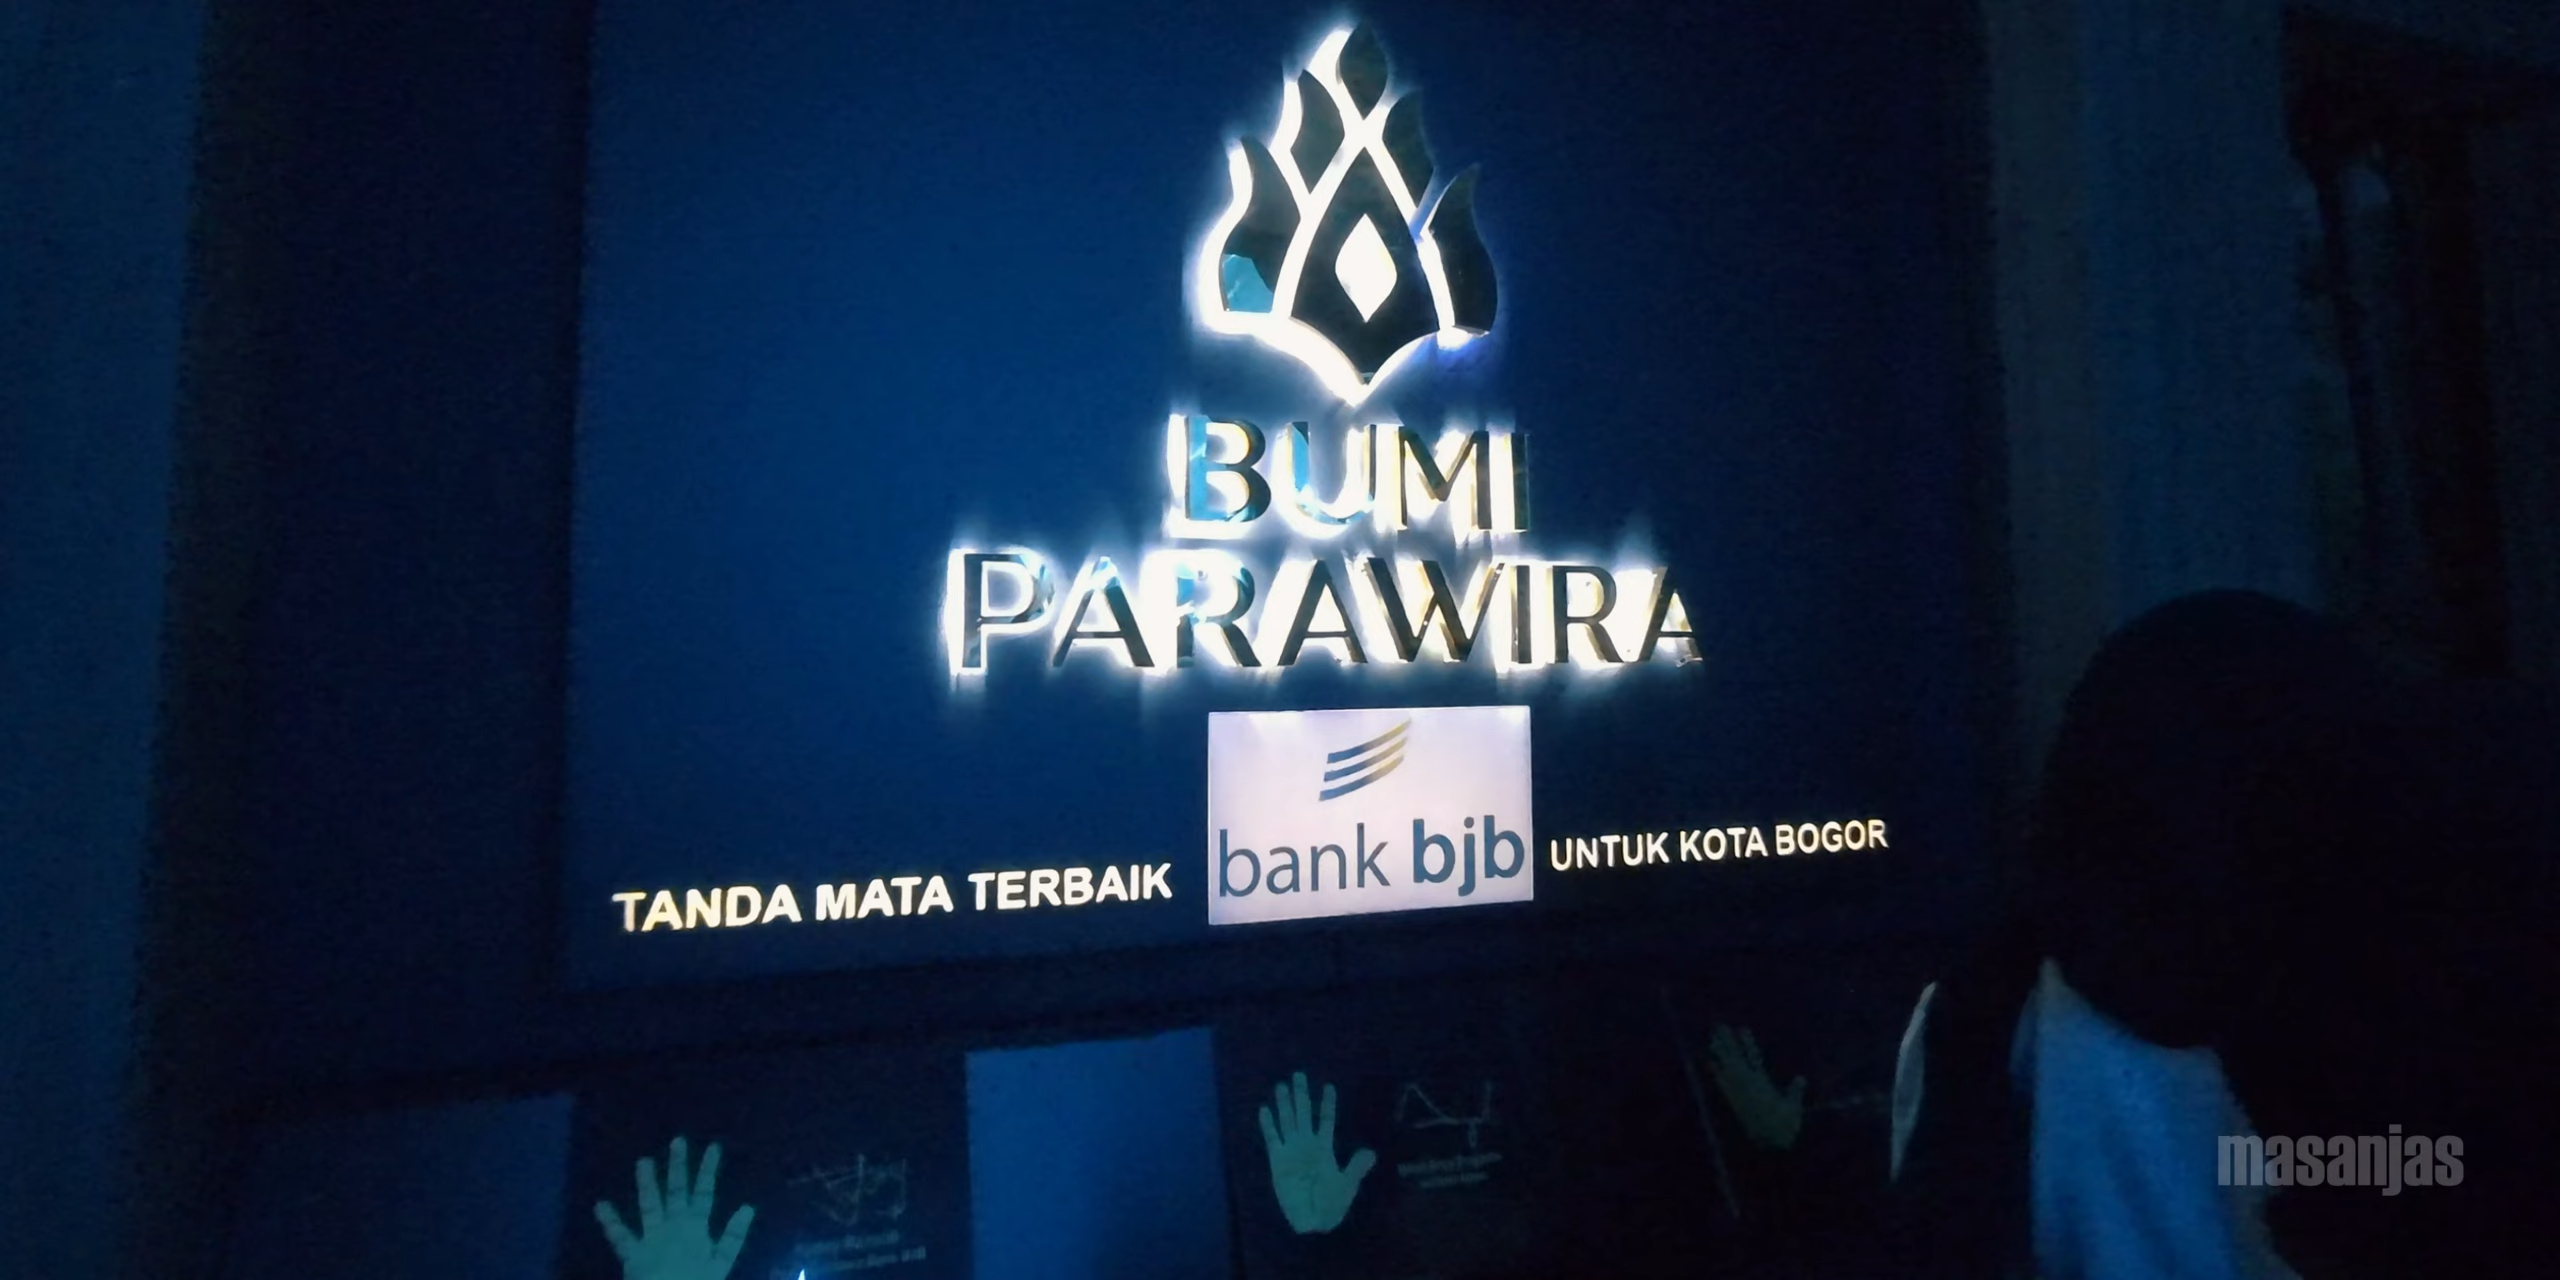 BUMI
PARAWIRA
TANDA MATA TERBAIK
bank bjb
UNTUK KOTA BOGOR
masanjas